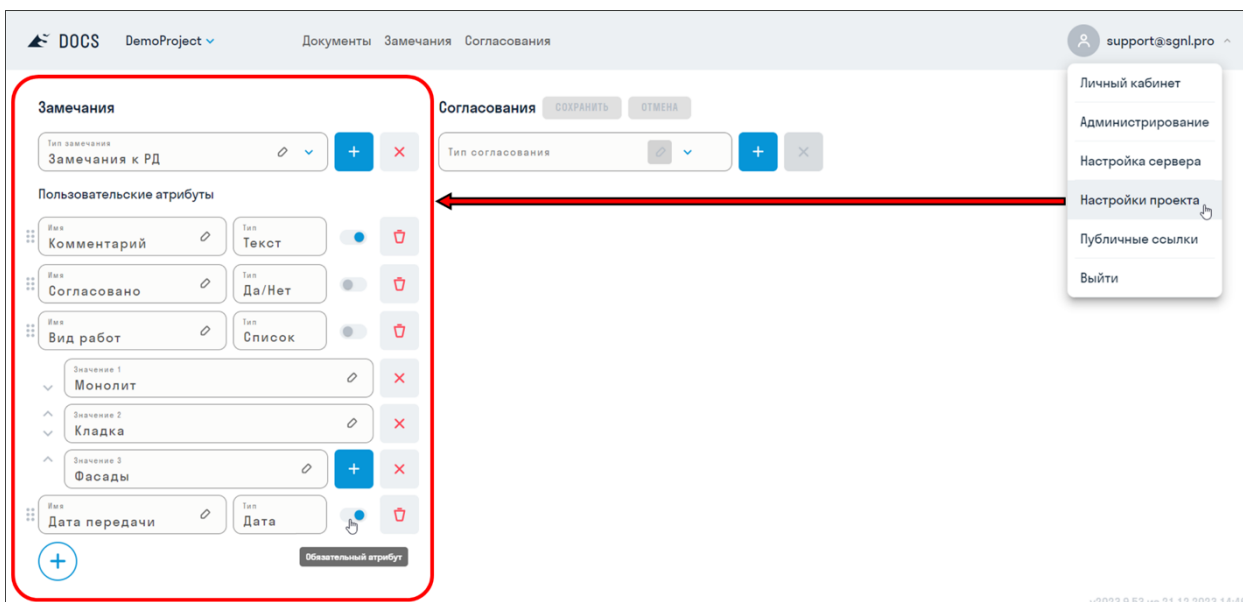 DOCS DemoProject Документы Замечания Согласования support@sgnl.pro
Личный кабинет
Администрирование
Настройка сервера
Настройки проекта
Публичные ссылки
Выйти
Замечания
Тип замечания
Замечания к РД
Пользовательские атрибуты
Имя Тип
Комментарий Текст
Имя Тип
Согласовано Да/Нет
Имя Тип
Вид работ Список
Значение 1
Монолит
Значение 2
Кладка
Значение 3
Фасады
Имя Тип
Дата передачи Дата
Обязательный атрибут
Согласования СОХРАНИТЬ ОТМЕНА
Тип согласования